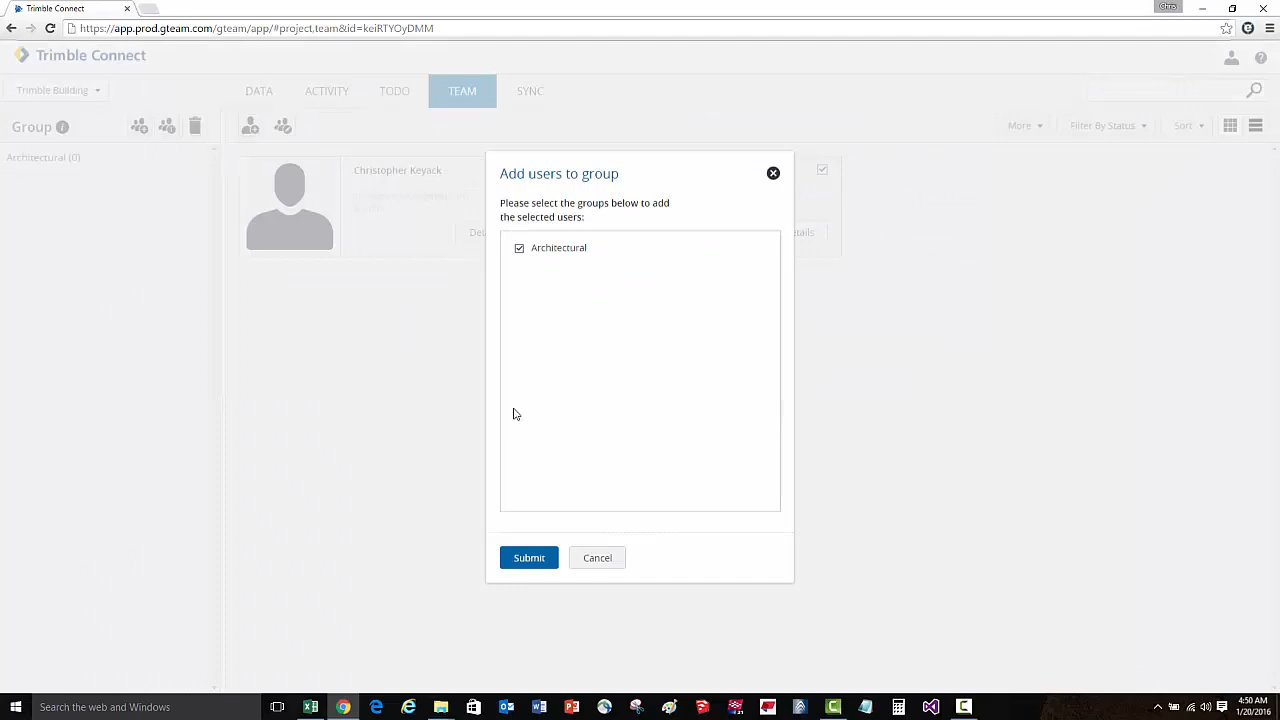 Trimble Connect
Chris
https://app.prod.gteam.com/gteam/app/#project,team&id=keiRTYOyDMM
Trimble Connect
Trimble Building
DATA
ACTIVITY
TODO
TEAM
SYNC
Group
More
Filter By Status
Sort
Architectural (0)
Christopher Keyack
Details
Add users to group
Please select the groups below to add
the selected users:
Architectural
Submit
Cancel
Search the web and Windows
4:50 AM
1/20/2016